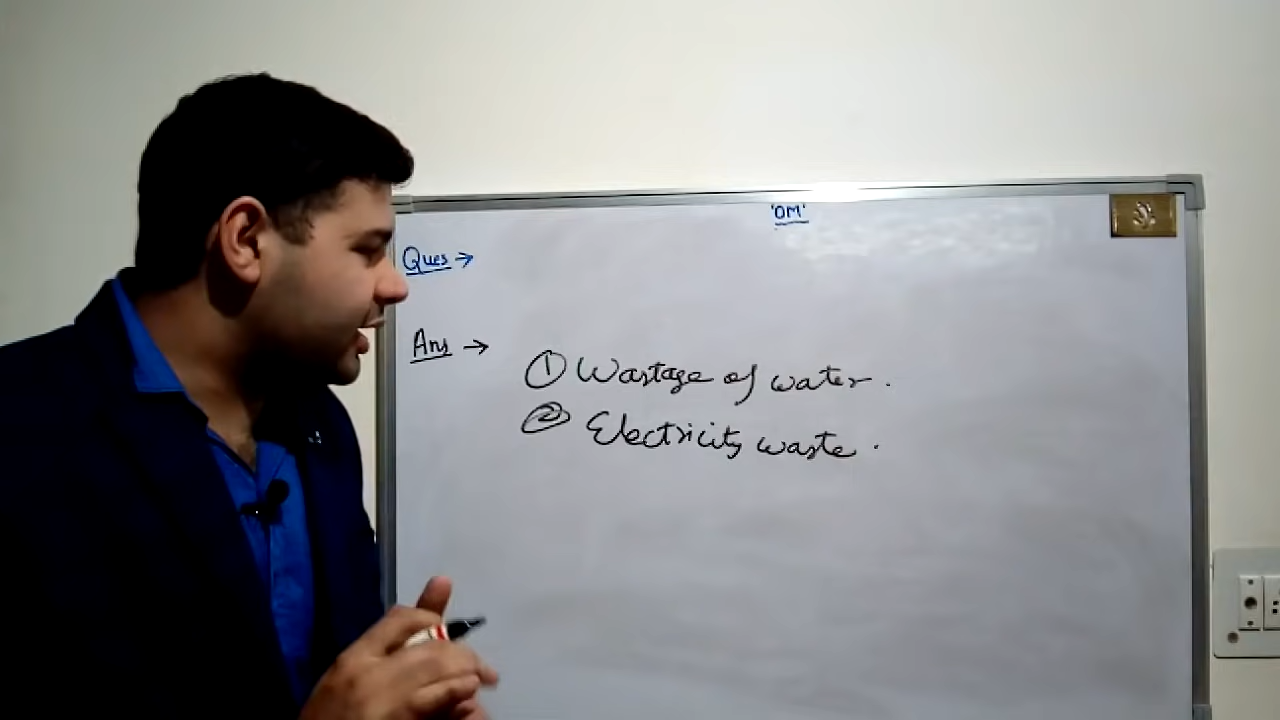 'OM'
Ques →
Ans →
① Wastage of water.
② Electricity waste.